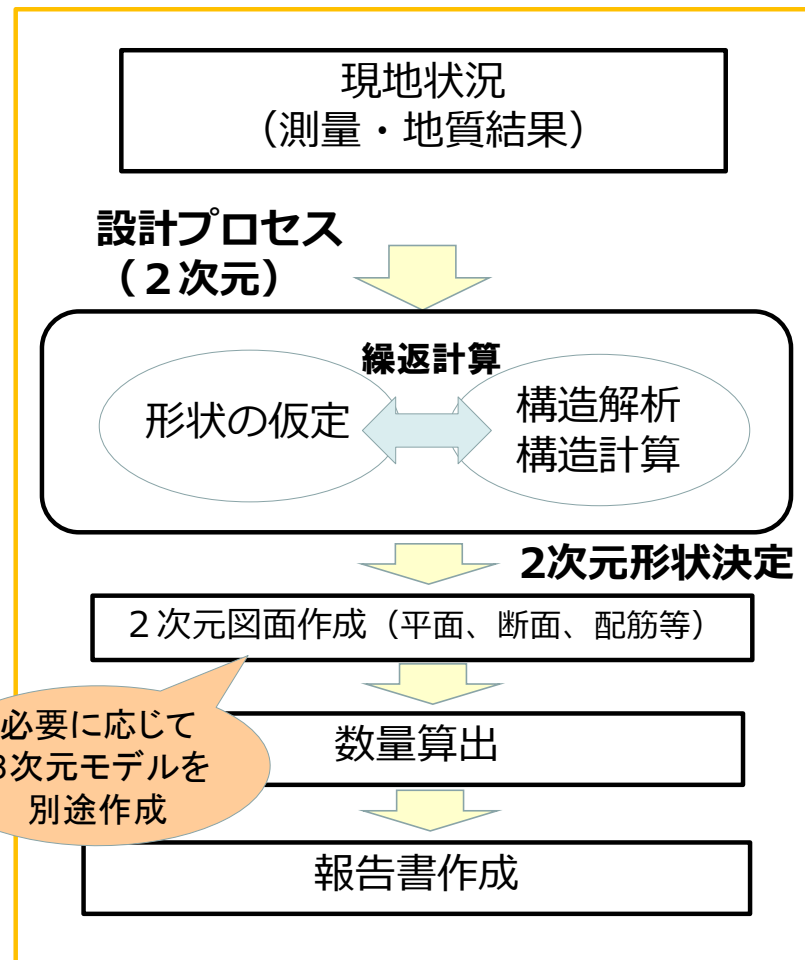 現地状況
（測量・地質結果）
設計プロセス
（２次元）
繰返計算
形状の仮定
構造解析
構造計算
2次元形状決定
２次元図面作成（平面、断面、配筋等）
必要に応じて
3次元モデルを
別途作成
数量算出
報告書作成